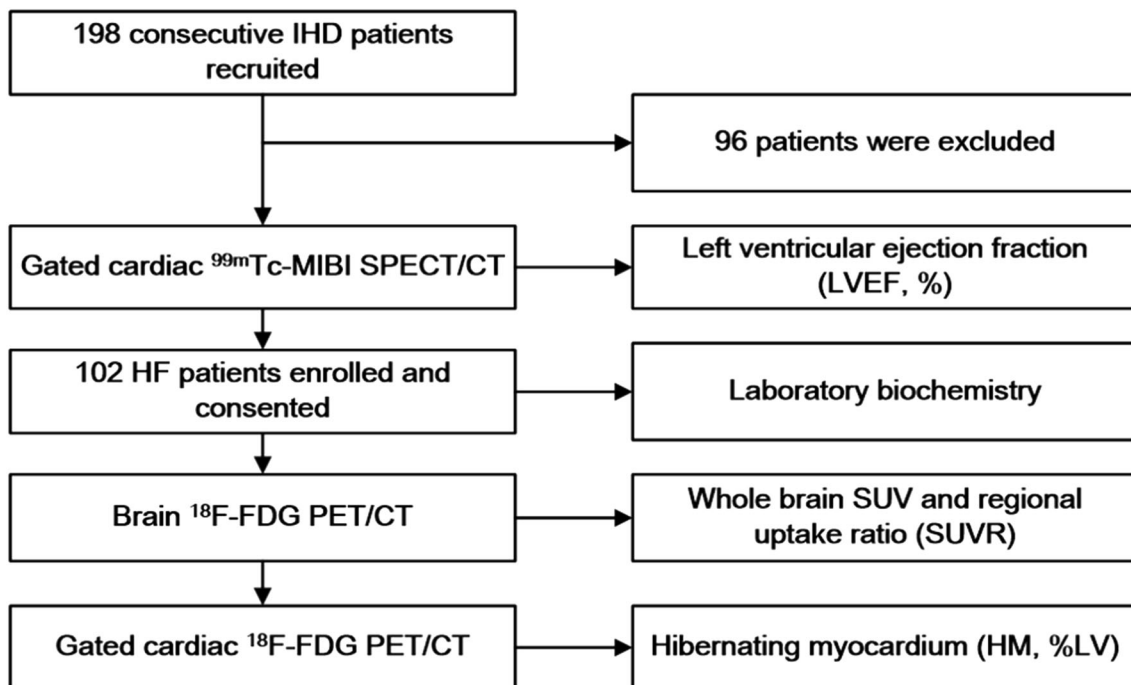 198 consecutive IHD patients
recruited
96 patients were excluded
Gated cardiac ⁹⁹ᵐTc-MIBI SPECT/CT
Left ventricular ejection fraction
(LVEF, %)
102 HF patients enrolled and
consented
Laboratory biochemistry
Brain ¹⁸F-FDG PET/CT
Whole brain SUV and regional
uptake ratio (SUVR)
Gated cardiac ¹⁸F-FDG PET/CT
Hibernating myocardium (HM, %LV)